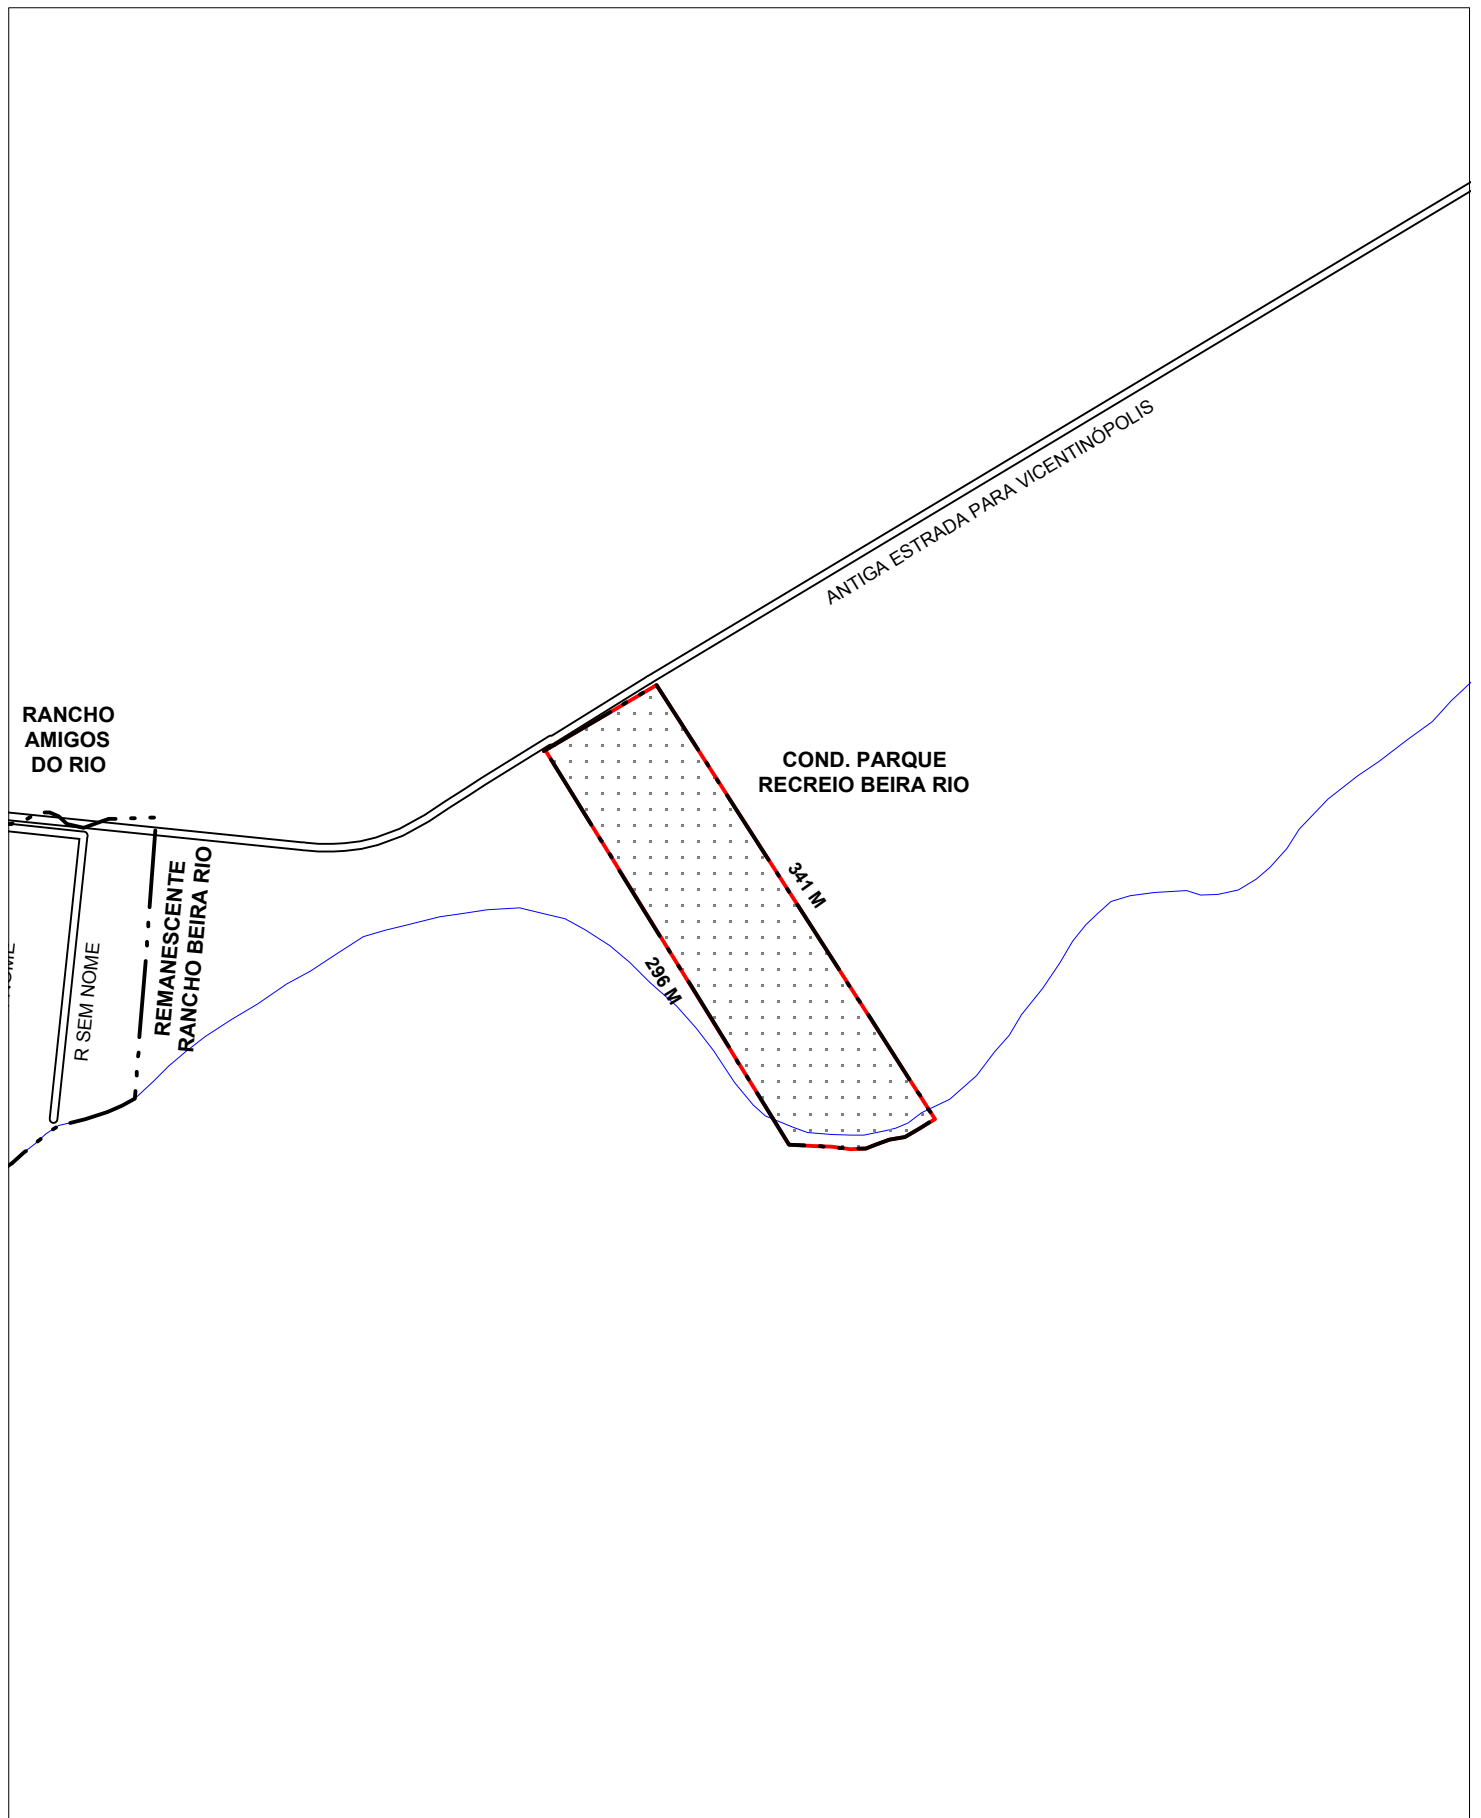 ANTIGA ESTRADA PARA VICENTINÓPOLIS
RANCHO
AMIGOS
DO RIO
COND. PARQUE
RECREIO BEIRA RIO
341 M
296 M
REMANESCENTE
RANCHO BEIRA RIO
R SEM NOME